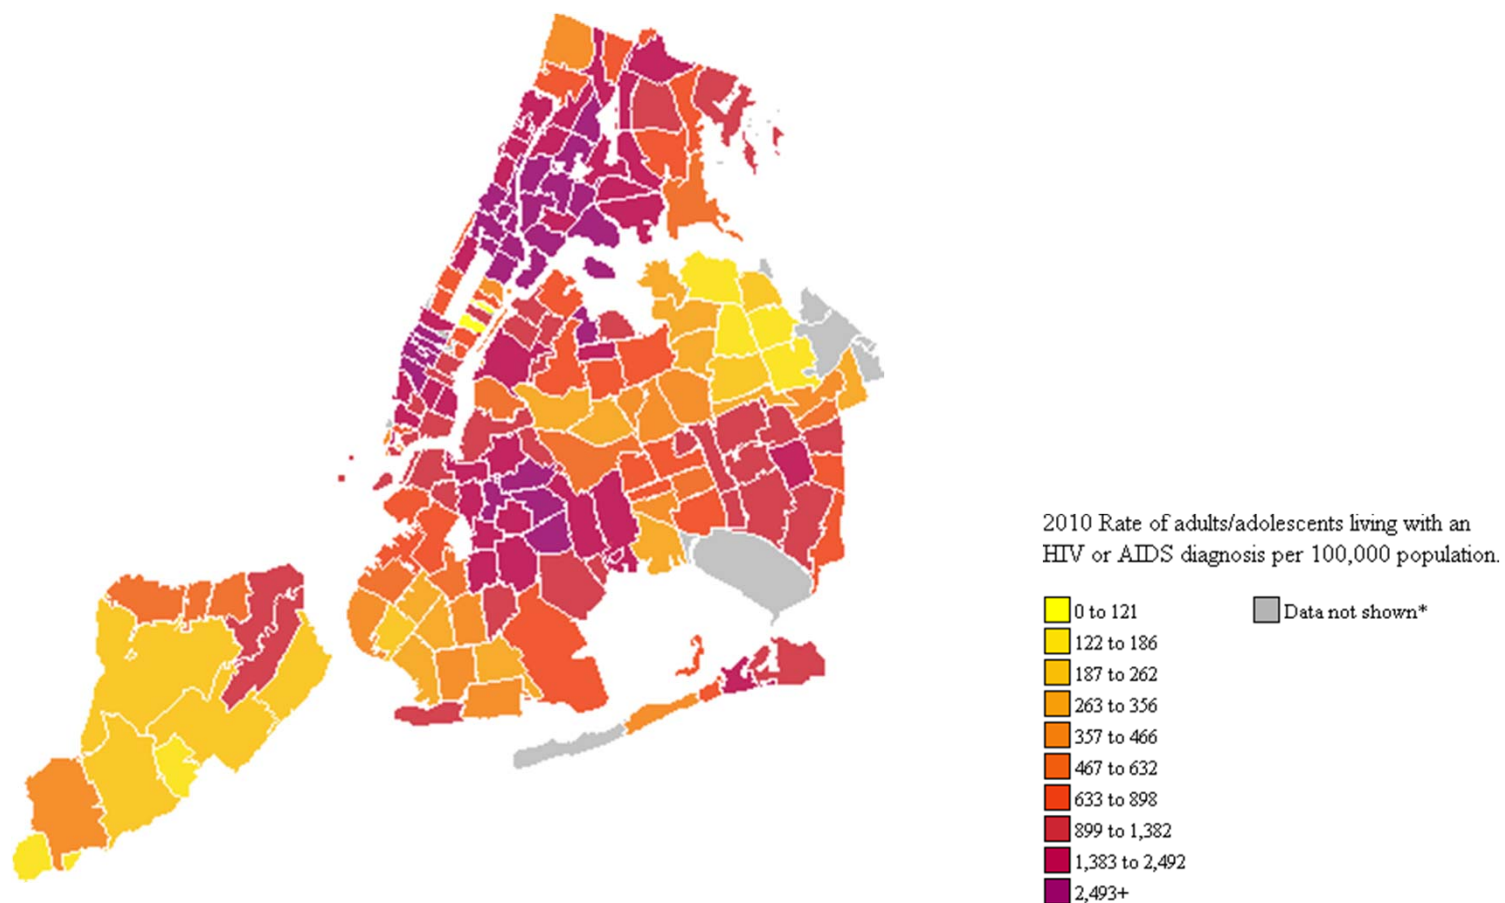 2010 Rate of adults/adolescents living with an
HIV or AIDS diagnosis per 100,000 population.
0 to 121
Data not shown*
122 to 186
187 to 262
263 to 356
357 to 466
467 to 632
633 to 898
899 to 1,382
1,383 to 2,492
2,493+